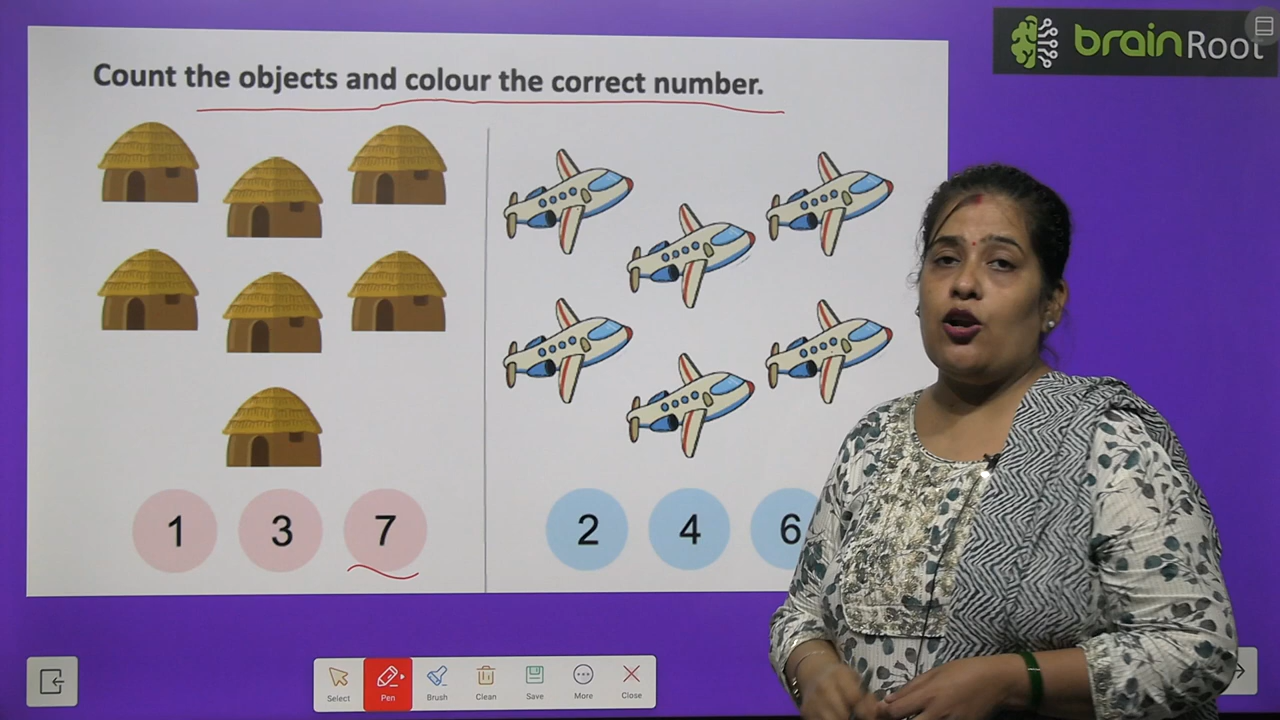 brainRoot
Count the objects and colour the correct number.
1 3 7
2 4 6
Select Pen Brush Clean Save More Close